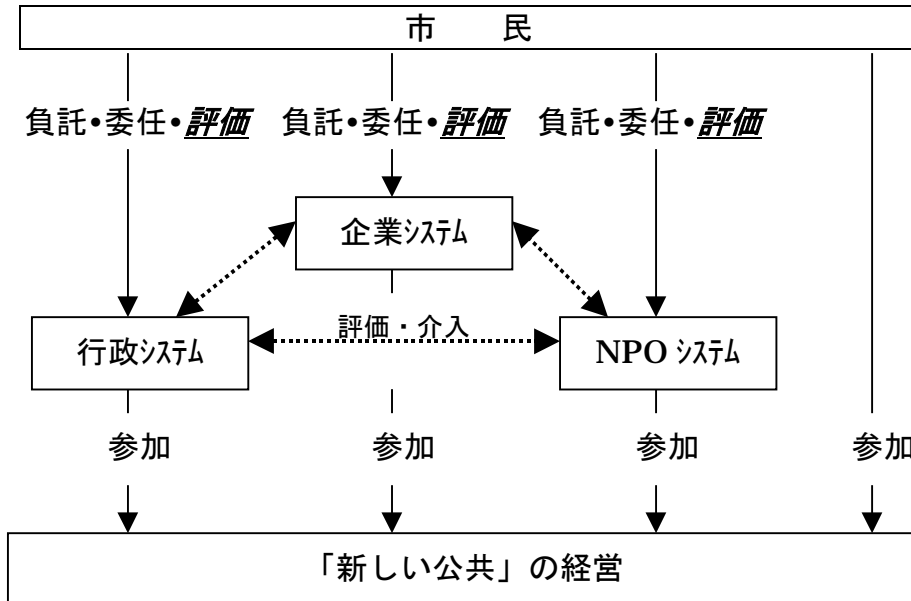 市　　民
負託・委任・評価　負託・委任・評価　負託・委任・評価
企業ｼｽﾃﾑ
評価・介入
行政ｼｽﾃﾑ　NPO ｼｽﾃﾑ
参加　参加　参加　参加
「新しい公共」の経営